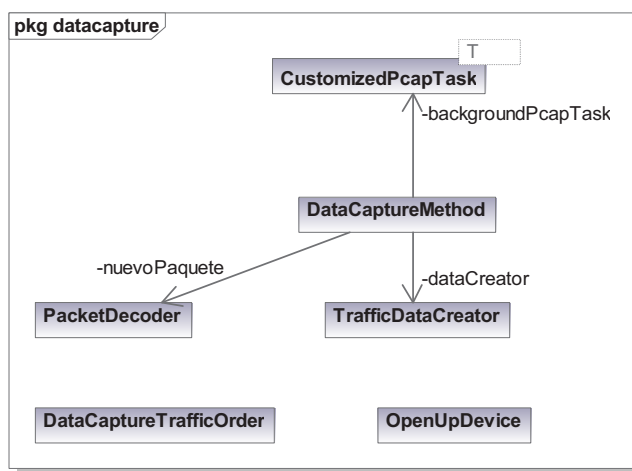 pkg datacapture
T
CustomizedPcapTask
-backgroundPcapTask
DataCaptureMethod
-nuevoPaquete
-dataCreator
PacketDecoder
TrafficDataCreator
DataCaptureTrafficOrder
OpenUpDevice